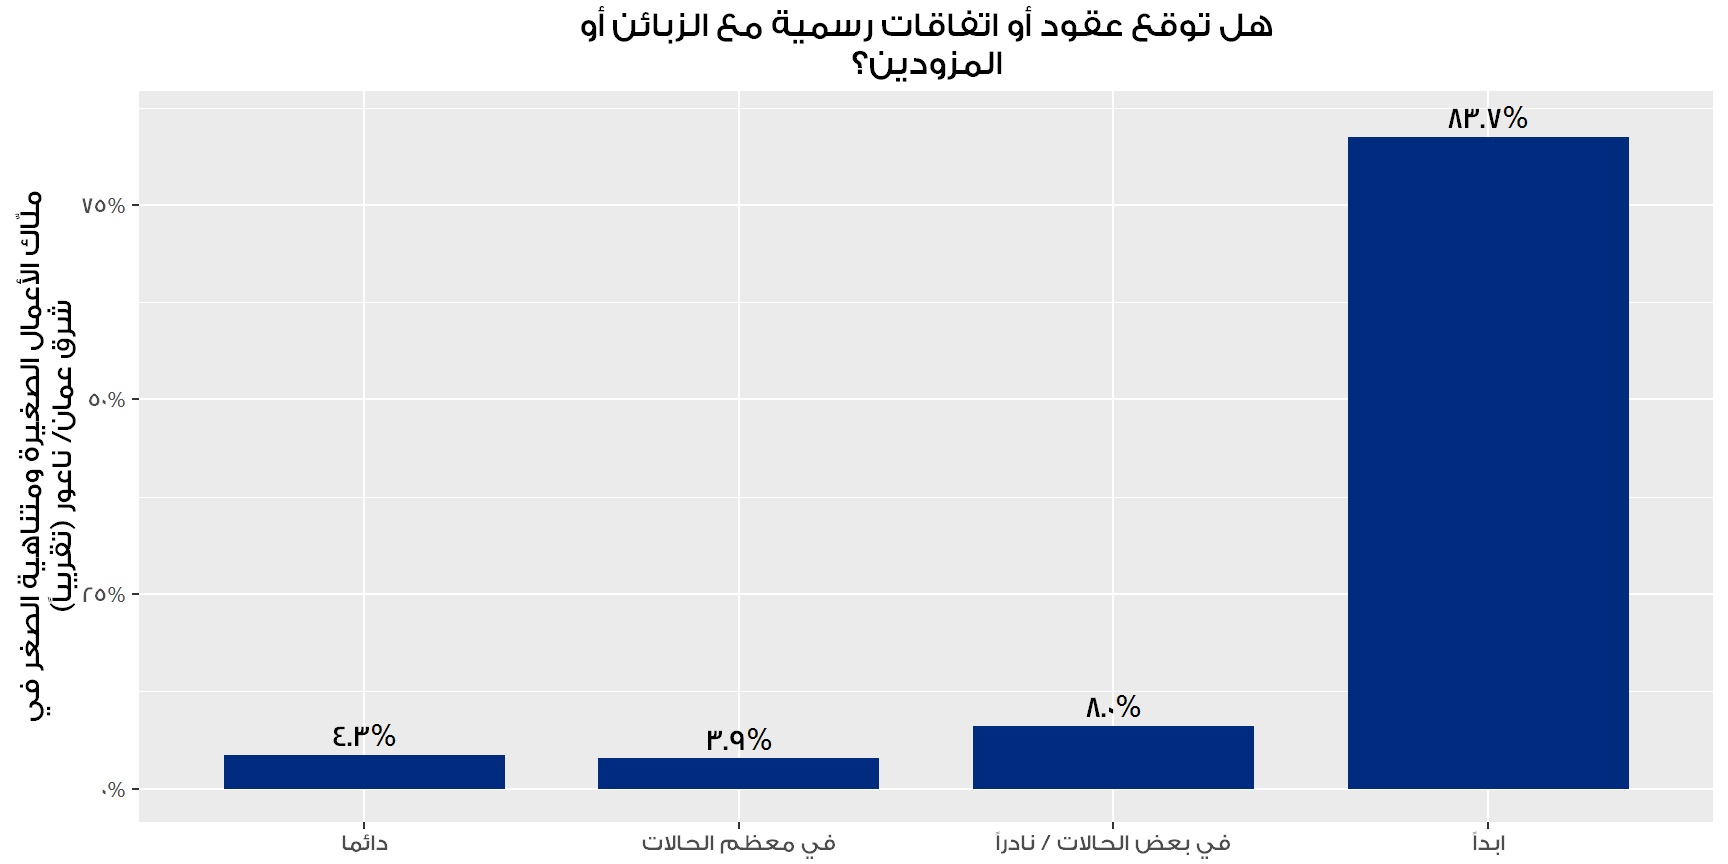 هل توقع عقود أو اتفاقات رسمية مع الزبائن أو
المزودين؟
ملّاك الأعمال الصغيرة ومتناهية الصغر في
شرق عمان/ ناعور (تقريباً)
٧٥%
٥٠%
٢٥%
٠%
٤.٣%
٣.٩%
٨.٠%
٨٣.٧%
دائما
في معظم الحالات
في بعض الحالات / نادراً
ابداً